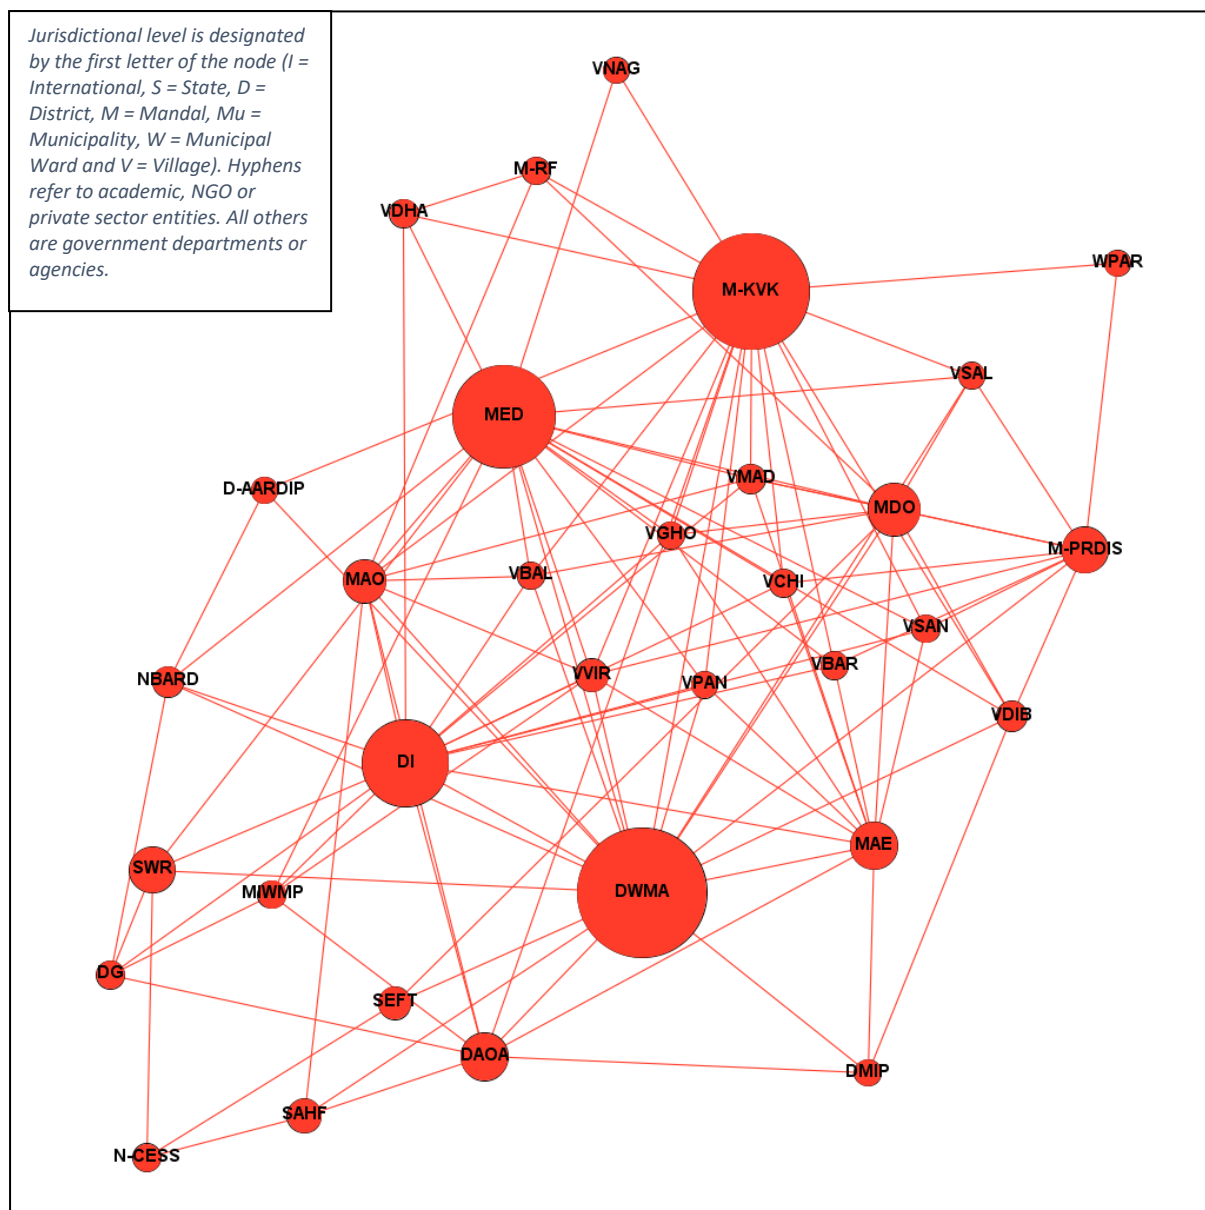 Jurisdictional level is designated
by the first letter of the node (I =
International, S = State, D =
District, M = Mandal, Mu =
Municipality, W = Municipal
Ward and V = Village). Hyphens
refer to academic, NGO or
private sector entities. All others
are government departments or
agencies.
VNAG
M-RF
VDHA
WPAR
M-KVK
VSAL
MED
VMAD
D-AARDIP
MDO
VGHO
M-PRDIS
MAO
VBAL
VCHI
VSAN
VBAR
VVIR
NBARD
VPAN
VDIB
DI
MAE
SWR
MIWMP
DWMA
DG
SEFT
DAOA
DMIP
SAHF
N-CESS